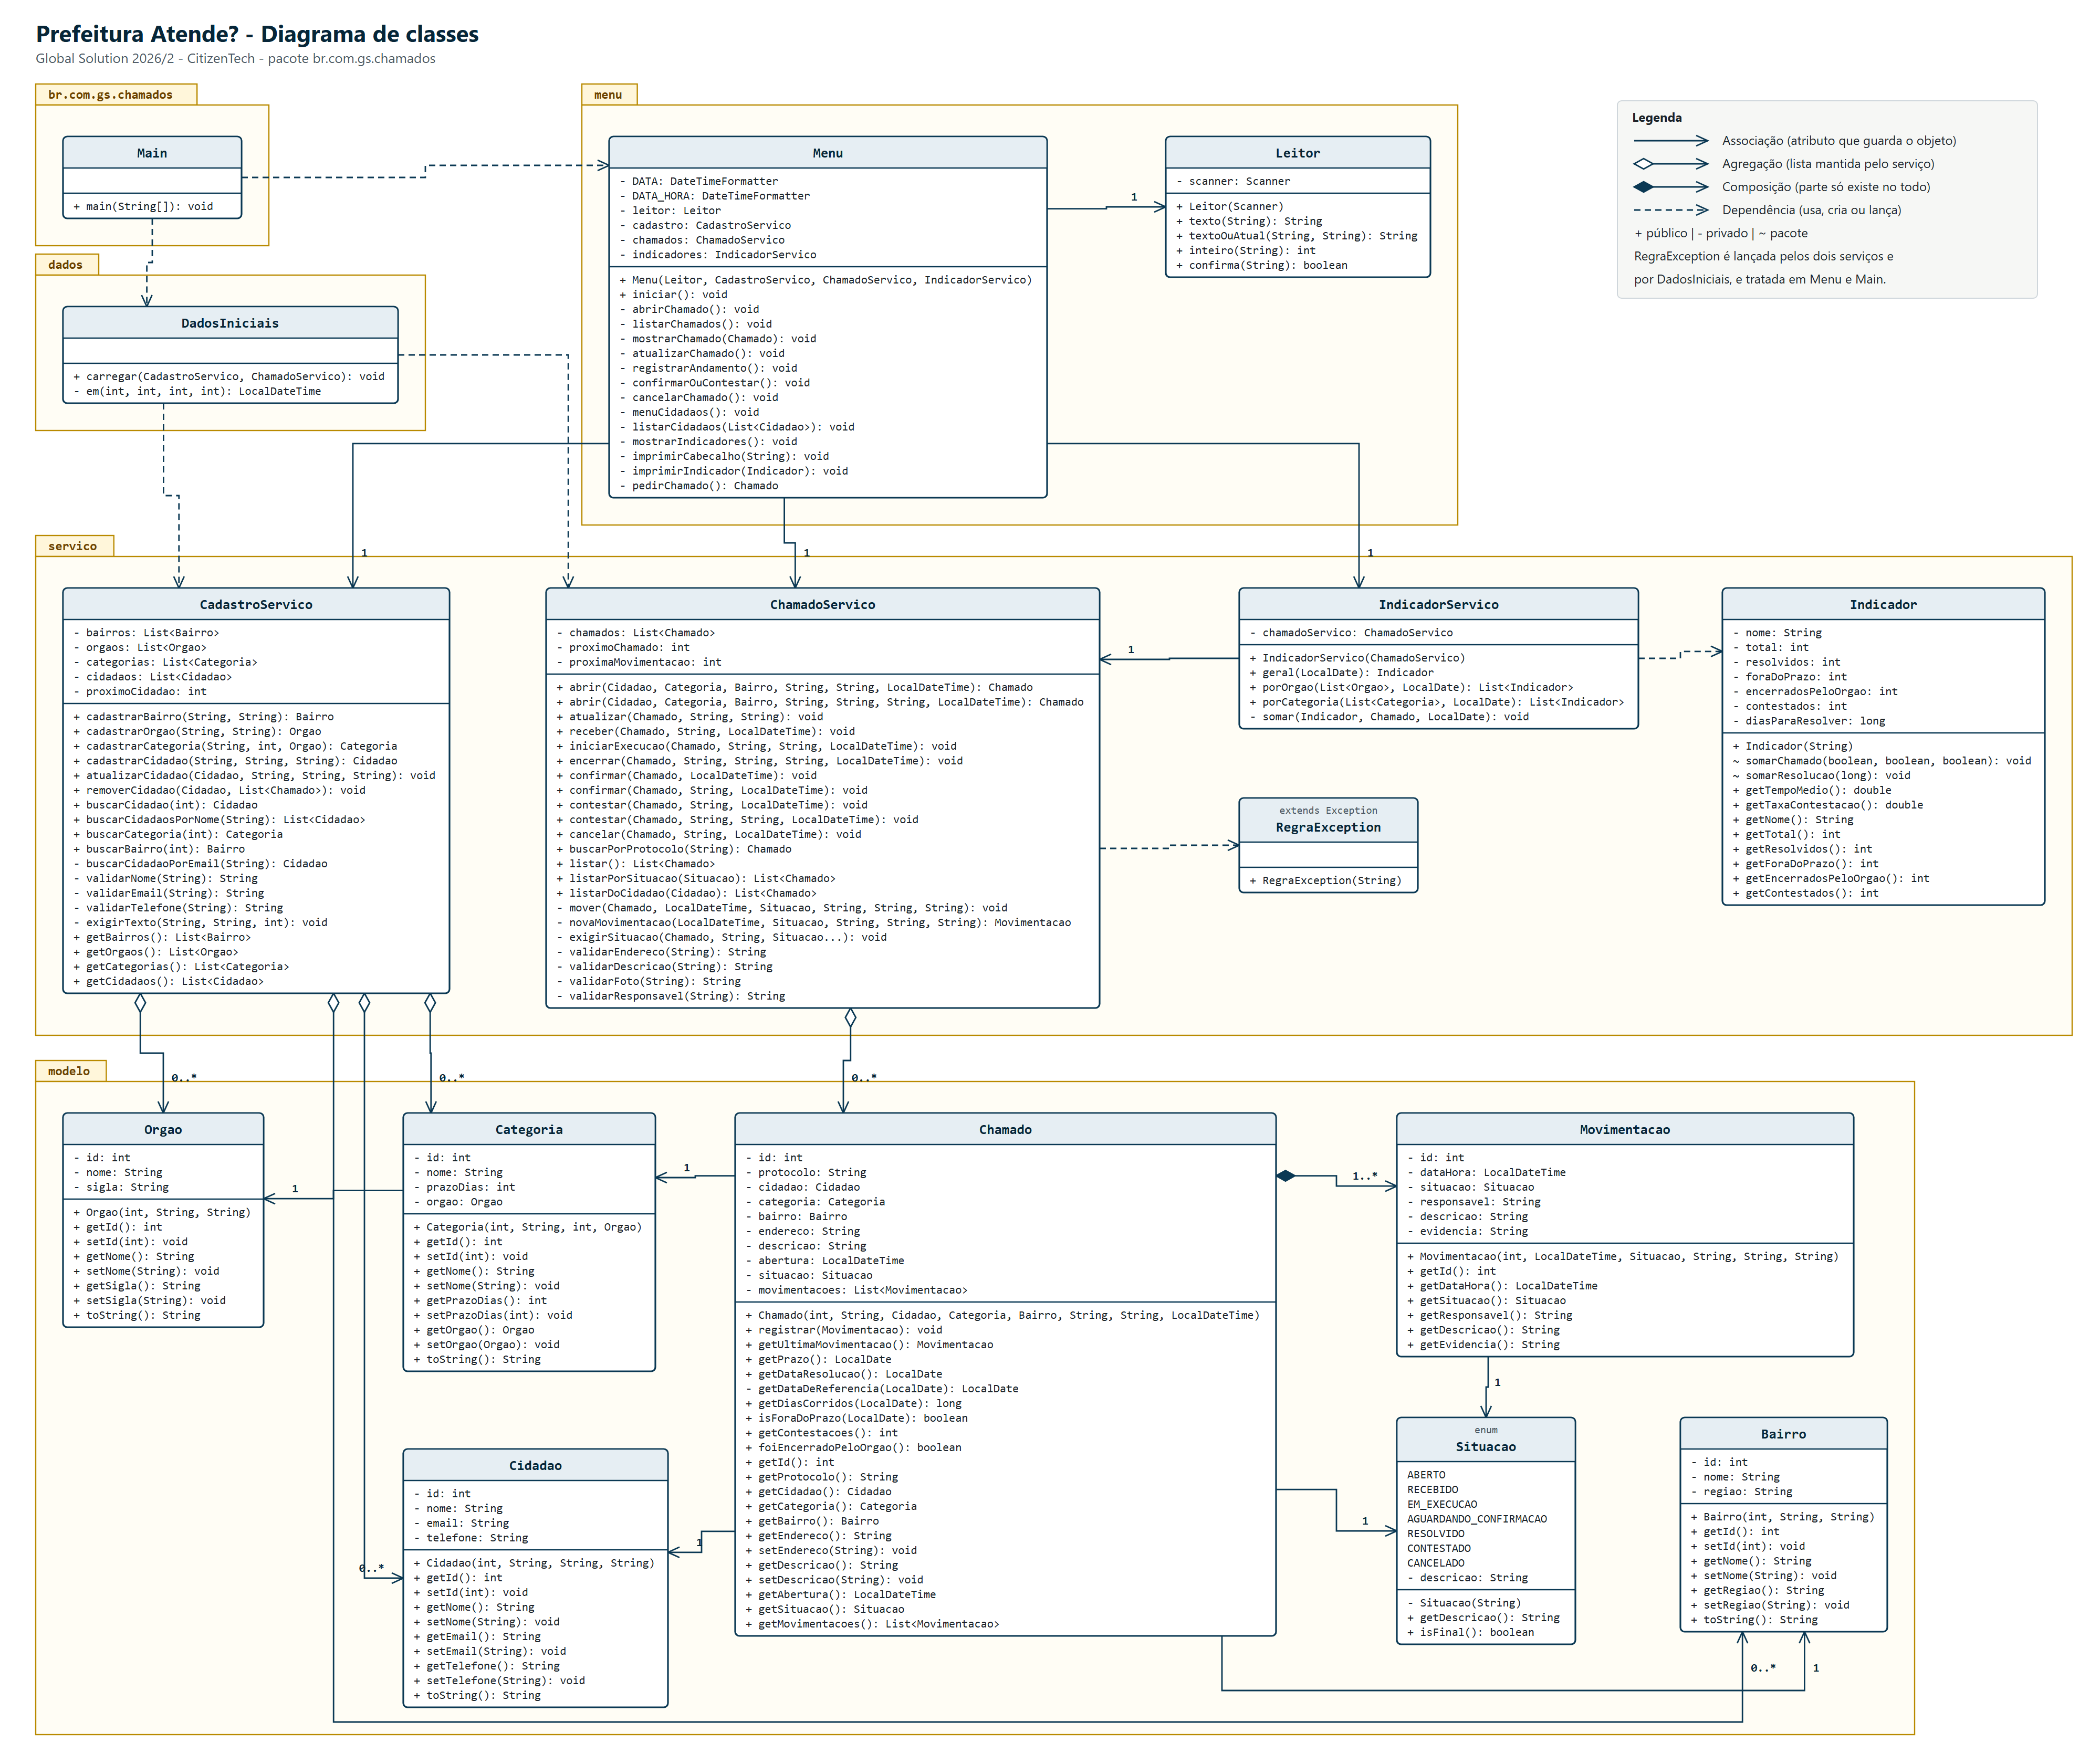 Prefeitura Atende? - Diagrama de classes
Global Solution 2026/2 - CitizenTech - pacote br.com.gs.chamados
br.com.gs.chamados
Main
+ main(String[]): void
menu
Menu
- DATA: DateTimeFormatter
- DATA_HORA: DateTimeFormatter
- leitor: Leitor
- cadastro: CadastroServico
- chamados: ChamadoServico
- indicadores: IndicadorServico
+ Menu(Leitor, CadastroServico, ChamadoServico, IndicadorServico)
+ iniciar(): void
- abrirChamado(): void
- listarChamados(): void
- mostrarChamado(Chamado): void
- atualizarChamado(): void
- registrarAndamento(): void
- confirmarOuContestar(): void
- cancelarChamado(): void
- menuCidadaos(): void
- listarCidadaos(List<Cidadao>): void
- mostrarIndicadores(): void
- imprimirCabecalho(String): void
- imprimirIndicador(Indicador): void
- pedirChamado(): Chamado
1
Leitor
- scanner: Scanner
+ Leitor(Scanner)
+ texto(String): String
+ textoOuAtual(String, String): String
+ inteiro(String): int
+ confirma(String): boolean
Legenda
Associação (atributo que guarda o objeto)
Agregação (lista mantida pelo serviço)
Composição (parte só existe no todo)
Dependência (usa, cria ou lança)
+ público | - privado | ~ pacote
RegraException é lançada pelos dois serviços e
por DadosIniciais, e tratada em Menu e Main.
dados
DadosIniciais
+ carregar(CadastroServico, ChamadoServico): void
- em(int, int, int, int): LocalDateTime
servico
1
1
1
CadastroServico
- bairros: List<Bairro>
- orgaos: List<Orgao>
- categorias: List<Categoria>
- cidadaos: List<Cidadao>
- proximoCidadao: int
+ cadastrarBairro(String, String): Bairro
+ cadastrarOrgao(String, String): Orgao
+ cadastrarCategoria(String, int, Orgao): Categoria
+ cadastrarCidadao(String, String, String): Cidadao
+ atualizarCidadao(Cidadao, String, String, String): void
+ removerCidadao(Cidadao, List<Chamado>): void
+ buscarCidadao(int): Cidadao
+ buscarCidadaosPorNome(String): List<Cidadao>
+ buscarCategoria(int): Categoria
+ buscarBairro(int): Bairro
- buscarCidadaoPorEmail(String): Cidadao
- validarNome(String): String
- validarEmail(String): String
- validarTelefone(String): String
- exigirTexto(String, String, int): void
+ getBairros(): List<Bairro>
+ getOrgaos(): List<Orgao>
+ getCategorias(): List<Categoria>
+ getCidadaos(): List<Cidadao>
ChamadoServico
- chamados: List<Chamado>
- proximoChamado: int
- proximaMovimentacao: int
+ abrir(Cidadao, Categoria, Bairro, String, String, LocalDateTime): Chamado
+ abrir(Cidadao, Categoria, Bairro, String, String, String, LocalDateTime): Chamado
+ atualizar(Chamado, String, String): void
+ receber(Chamado, String, LocalDateTime): void
+ iniciarExecucao(Chamado, String, String, LocalDateTime): void
+ encerrar(Chamado, String, String, String, LocalDateTime): void
+ confirmar(Chamado, LocalDateTime): void
+ confirmar(Chamado, String, LocalDateTime): void
+ contestar(Chamado, String, LocalDateTime): void
+ contestar(Chamado, String, String, LocalDateTime): void
+ cancelar(Chamado, String, LocalDateTime): void
+ buscarPorProtocolo(String): Chamado
+ listar(): List<Chamado>
+ listarPorSituacao(Situacao): List<Chamado>
+ listarDoCidadao(Cidadao): List<Chamado>
- mover(Chamado, LocalDateTime, Situacao, String, String, String): void
- novaMovimentacao(LocalDateTime, Situacao, String, String, String): Movimentacao
- exigirSituacao(Chamado, String, Situacao...): void
- validarEndereco(String): String
- validarDescricao(String): String
- validarFoto(String): String
- validarResponsavel(String): String
1
IndicadorServico
- chamadoServico: ChamadoServico
+ IndicadorServico(ChamadoServico)
+ geral(LocalDate): Indicador
+ porOrgao(List<Orgao>, LocalDate): List<Indicador>
+ porCategoria(List<Categoria>, LocalDate): List<Indicador>
- somar(Indicador, Chamado, LocalDate): void
extends Exception
RegraException
+ RegraException(String)
Indicador
- nome: String
- total: int
- resolvidos: int
- foraDoPrazo: int
- encerradosPeloOrgao: int
- contestados: int
- diasParaResolver: long
+ Indicador(String)
~ somarChamado(boolean, boolean, boolean): void
~ somarResolucao(long): void
+ getTempoMedio(): double
+ getTaxaContestacao(): double
+ getNome(): String
+ getTotal(): int
+ getResolvidos(): int
+ getForaDoPrazo(): int
+ getEncerradosPeloOrgao(): int
+ getContestados(): int
modelo
0..*
0..*
0..*
Orgao
- id: int
- nome: String
- sigla: String
+ Orgao(int, String, String)
+ getId(): int
+ setId(int): void
+ getNome(): String
+ setNome(String): void
+ getSigla(): String
+ setSigla(String): void
+ toString(): String
1
Categoria
- id: int
- nome: String
- prazoDias: int
- orgao: Orgao
+ Categoria(int, String, int, Orgao)
+ getId(): int
+ setId(int): void
+ getNome(): String
+ setNome(String): void
+ getPrazoDias(): int
+ setPrazoDias(int): void
+ getOrgao(): Orgao
+ setOrgao(Orgao): void
+ toString(): String
1
Chamado
- id: int
- protocolo: String
- cidadao: Cidadao
- categoria: Categoria
- bairro: Bairro
- endereco: String
- descricao: String
- abertura: LocalDateTime
- situacao: Situacao
- movimentacoes: List<Movimentacao>
+ Chamado(int, String, Cidadao, Categoria, Bairro, String, String, LocalDateTime)
+ registrar(Movimentacao): void
+ getUltimaMovimentacao(): Movimentacao
+ getPrazo(): LocalDate
+ getDataResolucao(): LocalDate
- getDataDeReferencia(LocalDate): LocalDate
+ getDiasCorridos(LocalDate): long
+ isForaDoPrazo(LocalDate): boolean
+ getContestacoes(): int
+ foiEncerradoPeloOrgao(): boolean
+ getId(): int
+ getProtocolo(): String
+ getCidadao(): Cidadao
+ getCategoria(): Categoria
+ getBairro(): Bairro
+ getEndereco(): String
+ setEndereco(String): void
+ getDescricao(): String
+ setDescricao(String): void
+ getAbertura(): LocalDateTime
+ getSituacao(): Situacao
+ getMovimentacoes(): List<Movimentacao>
1..*
Movimentacao
- id: int
- dataHora: LocalDateTime
- situacao: Situacao
- responsavel: String
- descricao: String
- evidencia: String
+ Movimentacao(int, LocalDateTime, Situacao, String, String, String)
+ getId(): int
+ getDataHora(): LocalDateTime
+ getSituacao(): Situacao
+ getResponsavel(): String
+ getDescricao(): String
+ getEvidencia(): String
1
0..*
Cidadao
- id: int
- nome: String
- email: String
- telefone: String
+ Cidadao(int, String, String, String)
+ getId(): int
+ setId(int): void
+ getNome(): String
+ setNome(String): void
+ getEmail(): String
+ setEmail(String): void
+ getTelefone(): String
+ setTelefone(String): void
+ toString(): String
1
1
enum
Situacao
ABERTO
RECEBIDO
EM_EXECUCAO
AGUARDANDO_CONFIRMACAO
RESOLVIDO
CONTESTADO
CANCELADO
- descricao: String
- Situacao(String)
+ getDescricao(): String
+ isFinal(): boolean
Bairro
- id: int
- nome: String
- regiao: String
+ Bairro(int, String, String)
+ getId(): int
+ setId(int): void
+ getNome(): String
+ setNome(String): void
+ getRegiao(): String
+ setRegiao(String): void
+ toString(): String
0..*
1